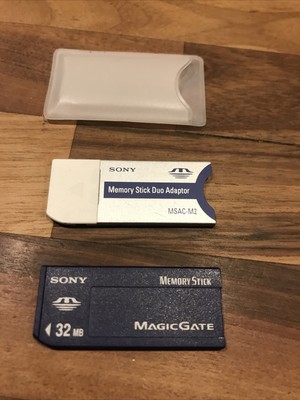 SONY
Memory Stick Duo Adaptor
MSAC-M2
SONY MEMORY STICK
32 MB MAGICGATE